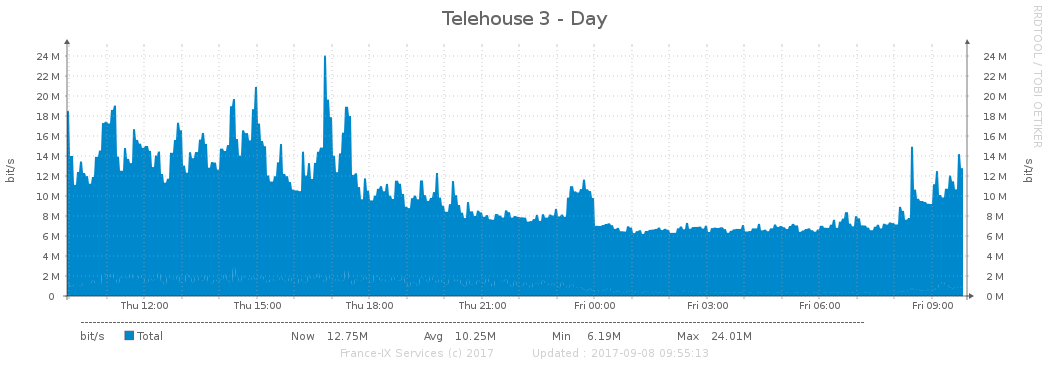 Telehouse 3 - Day
RRDTOOL / TOBI OETIKER
bit/s
24 M 24 M
22 M 22 M
20 M 20 M
18 M 18 M
16 M 16 M
14 M 14 M
12 M 12 M
10 M 10 M
8 M 8 M
6 M 6 M
4 M 4 M
2 M 2 M
0 0 M
bit/s
Thu 12:00 Thu 15:00 Thu 18:00 Thu 21:00 Fri 00:00 Fri 03:00 Fri 06:00 Fri 09:00
bit/s Total Now 12.75M Avg 10.25M Min 6.19M Max 24.01M
France-IX Services (c) 2017 Updated : 2017-09-08 09:55:13